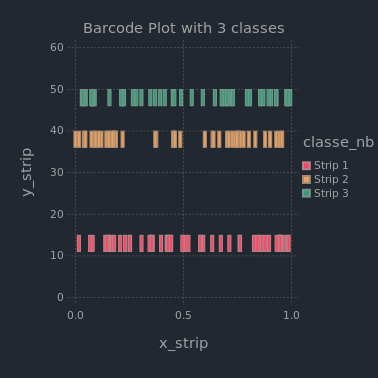 Barcode Plot with 3 classes
60
50
40
30
20
10
0
y_strip
0.0
0.5
1.0
x_strip
classe_nb
Strip 1
Strip 2
Strip 3